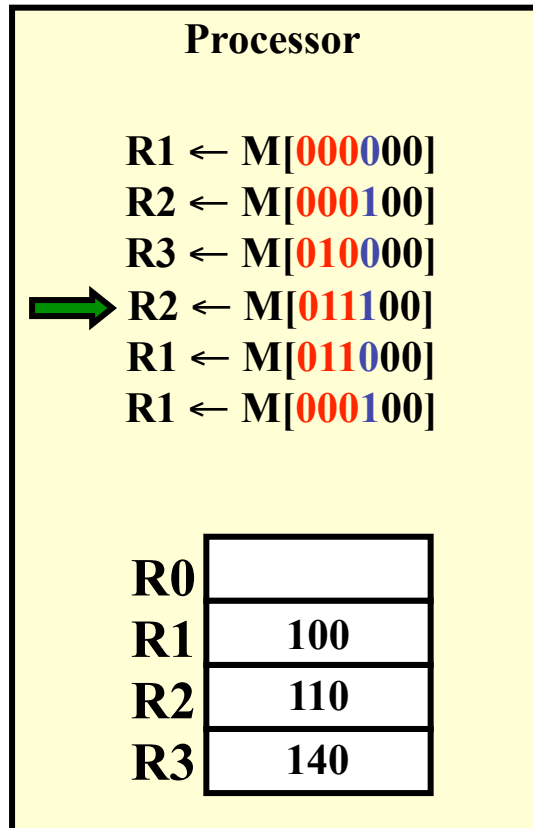 Processor
R1 ← M[000000]
R2 ← M[000100]
R3 ← M[010000]
R2 ← M[011100]
R1 ← M[011000]
R1 ← M[000100]
R0
R1 100
R2 110
R3 140